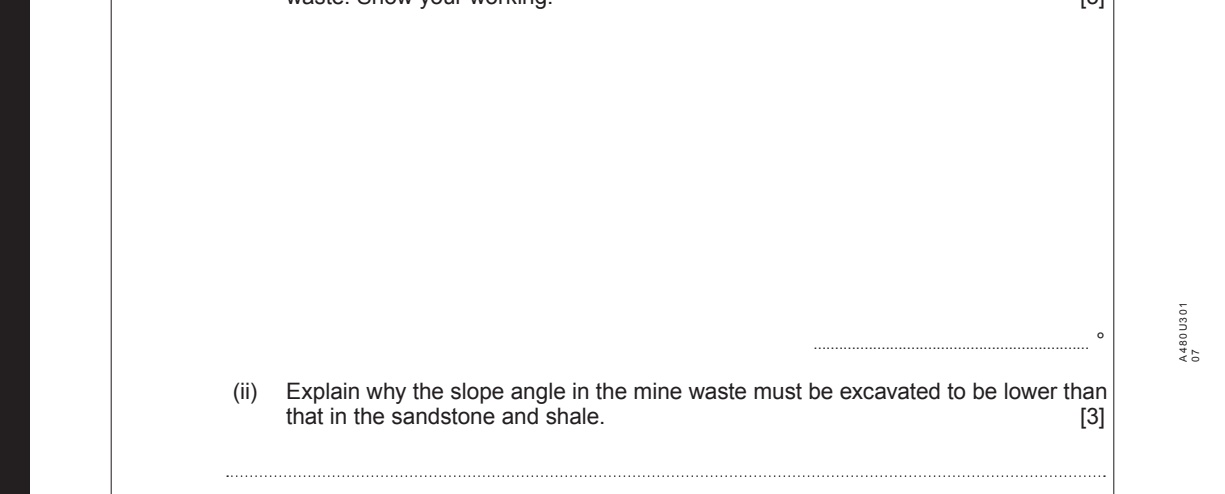 waste. Show your working. [3]
°
(ii) Explain why the slope angle in the mine waste must be excavated to be lower than
that in the sandstone and shale. [3]
A480U301
07